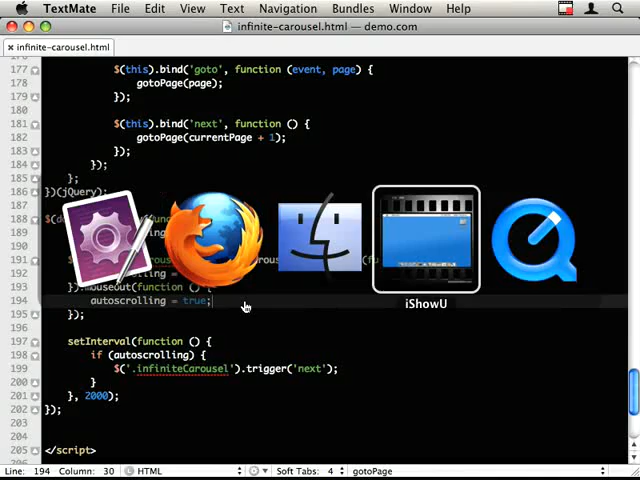 TextMate File Edit View Text Navigation Bundles Window Help
infinite-carousel.html — demo.com
× infinite-carousel.html
176
177 $(this).bind('goto', function (event, page) {
178 gotoPage(page);
179 });
180
181 $(this).bind('next', function () {
182 gotoPage(currentPage + 1);
183 });
184 });
185 };
186 })(jQuery);
187
188
189
190
191
192
193 }).mouseout(function () {
194 autoscrolling = true;
iShowU
195 });
196
197 setInterval(function () {
198 if (autoscrolling) {
199 $('.infiniteCarousel').trigger('next');
200 }
201 }, 2000);
202 });
203
204
205 </script>
Line: 194 Column: 30 HTML Soft Tabs: 4 gotoPage